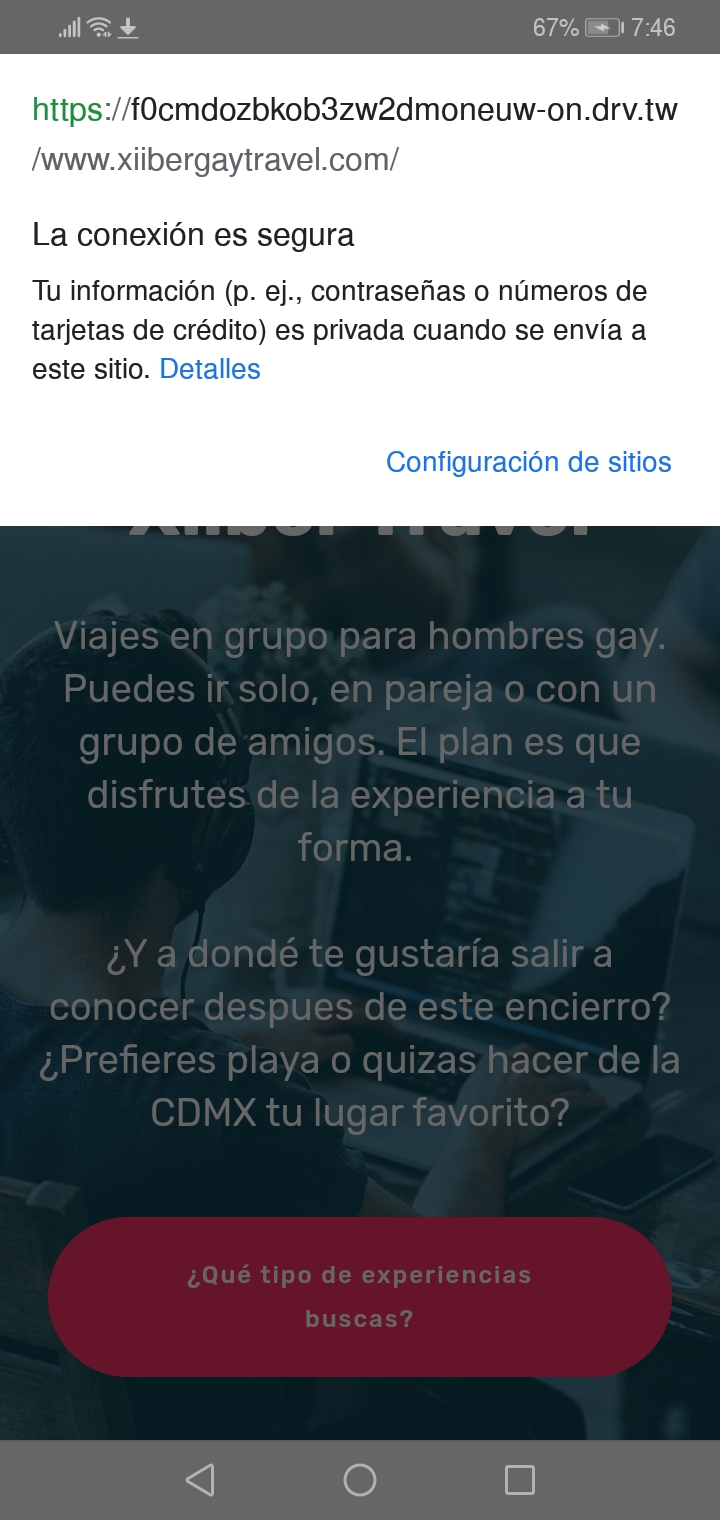 67% 7:46
https://f0cmdozbkob3zw2dmoneuw-on.drv.tw
/www.xiibergaytravel.com/
La conexión es segura
Tu información (p. ej., contraseñas o números de
tarjetas de crédito) es privada cuando se envía a
este sitio. Detalles
Configuración de sitios
Xiiber Travel
Viajes en grupo para hombres gay.
Puedes ir solo, en pareja o con un
grupo de amigos. El plan es que
disfrutes de la experiencia a tu
forma.
¿Y a dondé te gustaría salir a
conocer despues de este encierro?
¿Prefieres playa o quizas hacer de la
CDMX tu lugar favorito?
¿Qué tipo de experiencias
buscas?